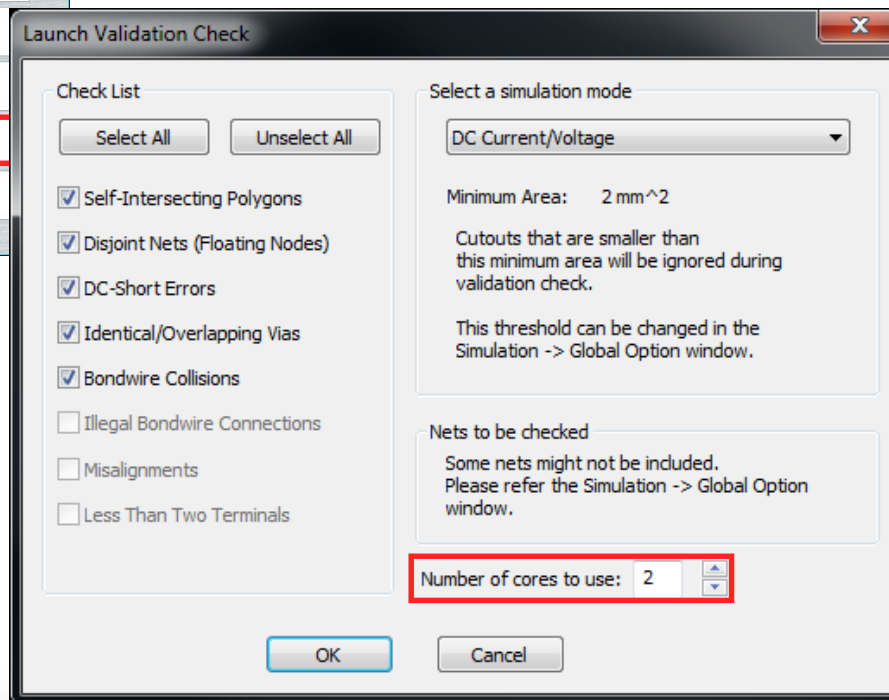 Launch Validation Check
Check List
Select All
Unselect All
Self-Intersecting Polygons
Disjoint Nets (Floating Nodes)
DC-Short Errors
Identical/Overlapping Vias
Bondwire Collisions
Illegal Bondwire Connections
Misalignments
Less Than Two Terminals
Select a simulation mode
DC Current/Voltage
Minimum Area: 2 mm^2
Cutouts that are smaller than
this minimum area will be ignored during
validation check.
This threshold can be changed in the
Simulation -> Global Option window.
Nets to be checked
Some nets might not be included.
Please refer the Simulation -> Global Option
window.
Number of cores to use: 2
OK
Cancel